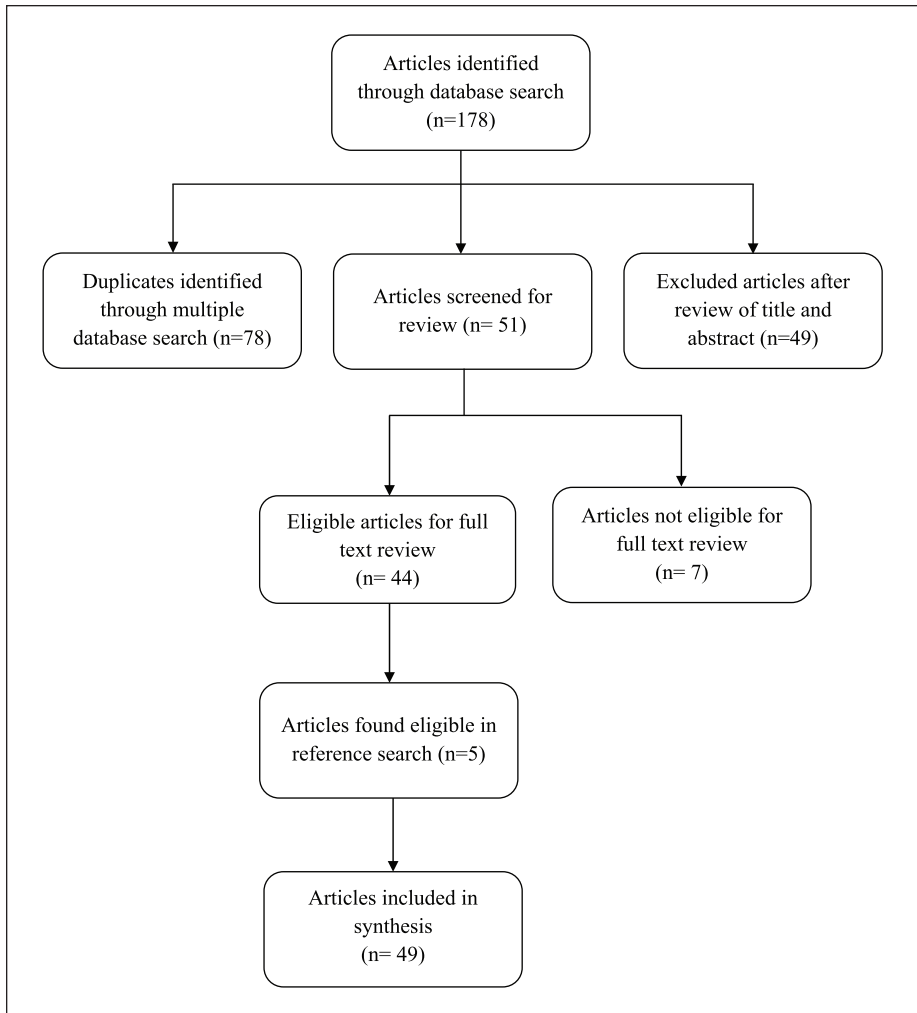 Articles identified
through database search
(n=178)
Duplicates identified
through multiple
database search (n=78)
Articles screened for
review (n= 51)
Excluded articles after
review of title and
abstract (n=49)
Eligible articles for full
text review
(n= 44)
Articles not eligible for
full text review
(n= 7)
Articles found eligible in
reference search (n=5)
Articles included in
synthesis
(n= 49)